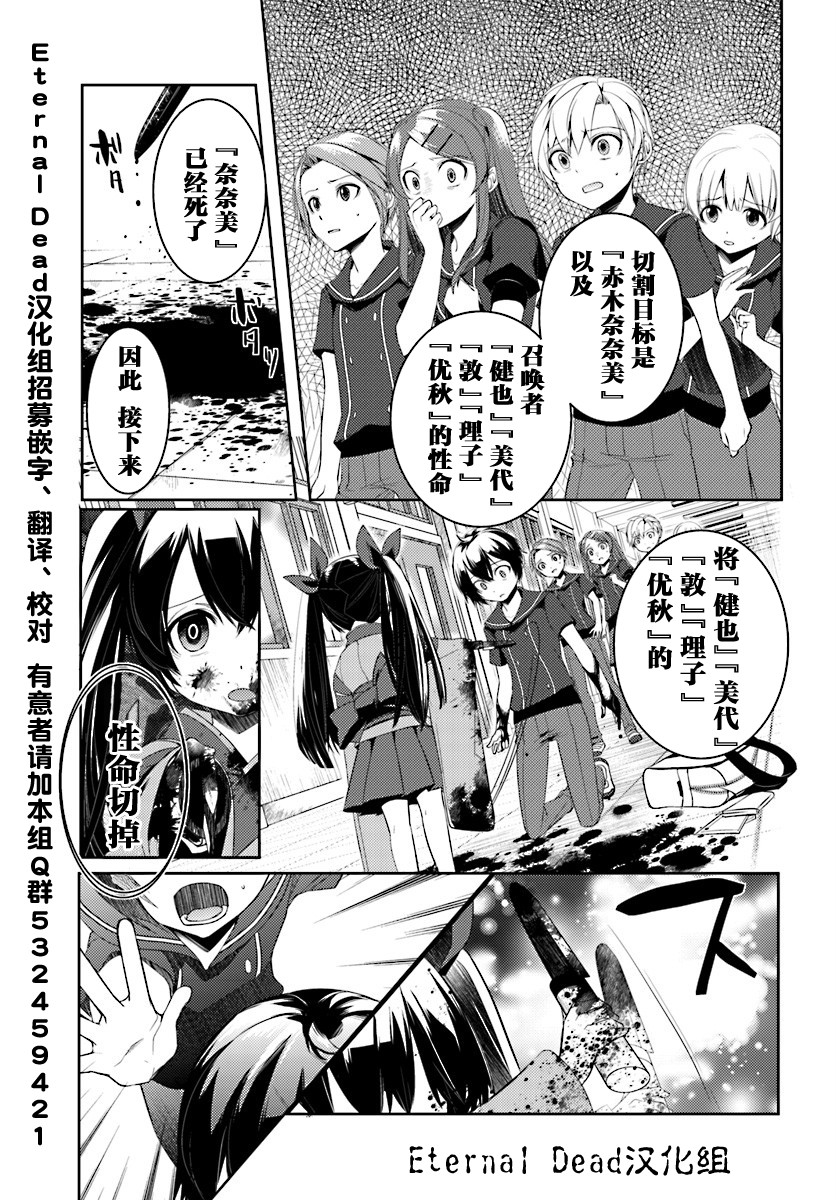 切割目标是
『赤木奈奈美』
以及
召唤者
『健也』『美代』
『敦』『理子』
『优秋』的性命
『奈奈美』
已经死了
ボタ
ボタッ
因此 接下来
将『健也』『美代』
『敦』『理子』
『优秋』的
性命切掉
ス
Eternal Dead汉化组招募嵌字、翻译、校对 有意者请加本组Q群532459421
Eternal Dead汉化组